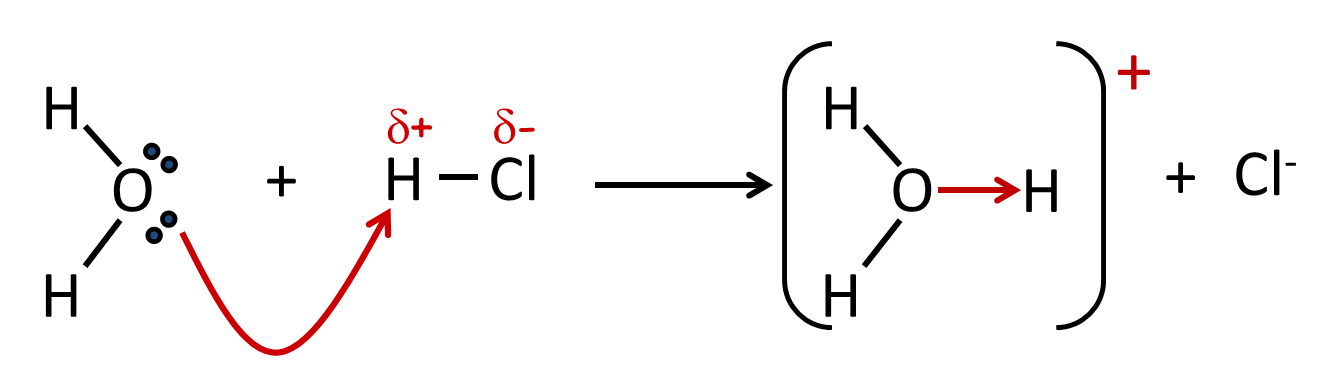 H H
δ+ δ-
O + H Cl O H + Cl-
H H
+